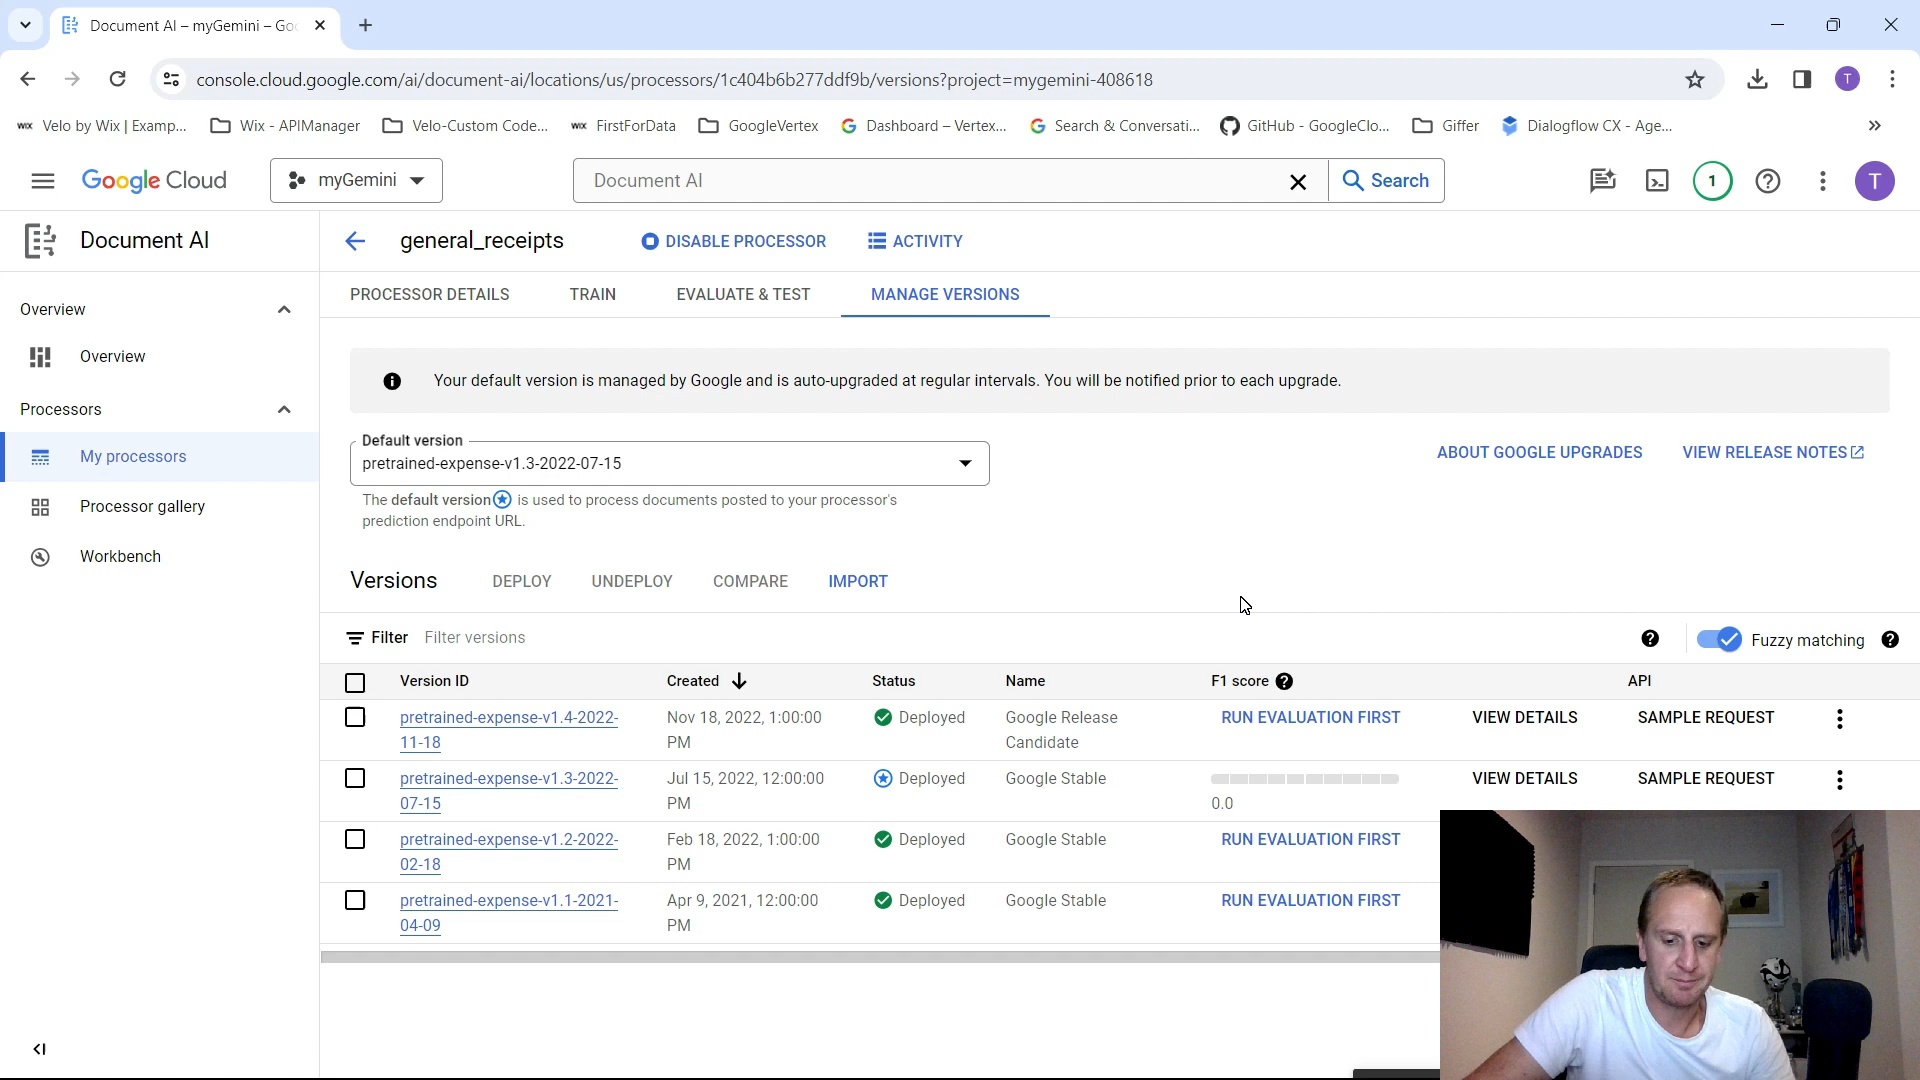 Document AI – myGemini – Goo
console.cloud.google.com/ai/document-ai/locations/us/processors/1c404b6b277ddf9b/versions?project=mygemini-408618
T
WIX Velo by Wix | Examp...
Wix - APIManager
Velo-Custom Code...
WIX FirstForData
GoogleVertex
Dashboard – Vertex...
Search & Conversati...
GitHub - GoogleClo...
Giffer
Dialogflow CX - Age...
Google Cloud
myGemini
Document AI
Search
1
T
Document AI
general_receipts
DISABLE PROCESSOR
ACTIVITY
Overview
Overview
Processors
My processors
Processor gallery
Workbench
PROCESSOR DETAILS
TRAIN
EVALUATE & TEST
MANAGE VERSIONS
Your default version is managed by Google and is auto-upgraded at regular intervals. You will be notified prior to each upgrade.
Default version
pretrained-expense-v1.3-2022-07-15
The default version is used to process documents posted to your processor's
prediction endpoint URL.
ABOUT GOOGLE UPGRADES
VIEW RELEASE NOTES
Versions
DEPLOY
UNDEPLOY
COMPARE
IMPORT
Filter Filter versions
Fuzzy matching
Version ID Created Status Name F1 score API
pretrained-expense-v1.4-2022- Nov 18, 2022, 1:00:00 Deployed Google Release RUN EVALUATION FIRST VIEW DETAILS SAMPLE REQUEST
11-18 PM Candidate
pretrained-expense-v1.3-2022- Jul 15, 2022, 12:00:00 Deployed Google Stable VIEW DETAILS SAMPLE REQUEST
07-15 PM 0.0
pretrained-expense-v1.2-2022- Feb 18, 2022, 1:00:00 Deployed Google Stable RUN EVALUATION FIRST
02-18 PM
pretrained-expense-v1.1-2021- Apr 9, 2021, 12:00:00 Deployed Google Stable RUN EVALUATION FIRST
04-09 PM